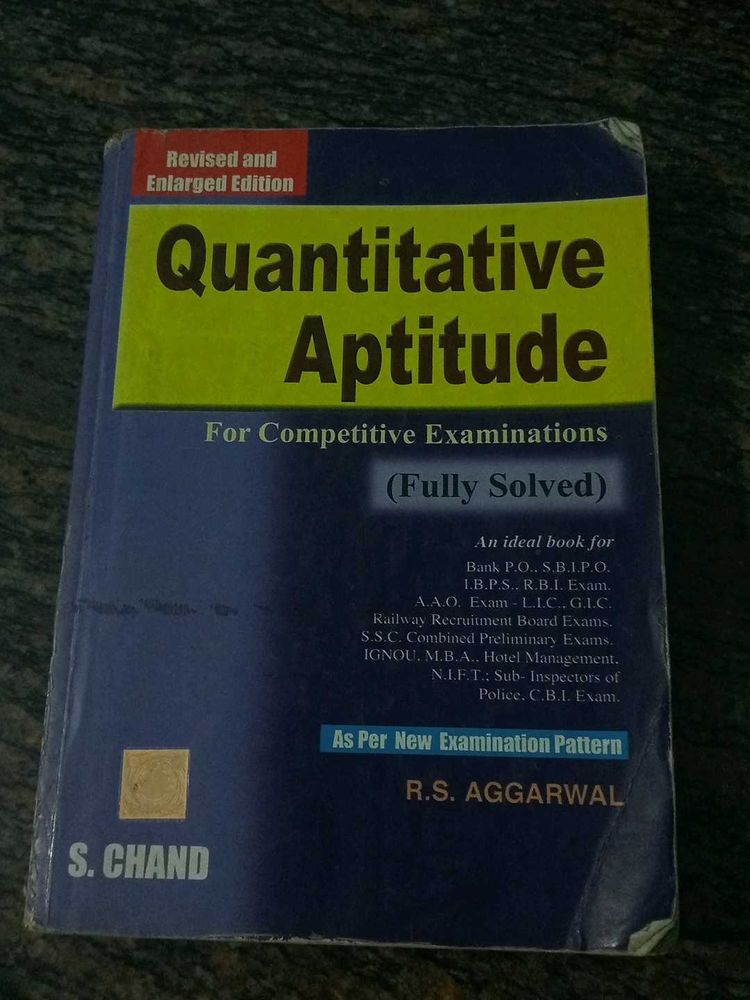 Revised and
Enlarged Edition
Quantitative
Aptitude
For Competitive Examinations
(Fully Solved)
An ideal book for
Bank P.O., S.B.I.P.O.
I.B.P.S., R.B.I. Exam.
A.A.O. Exam - L.I.C., G.I.C.
Railway Recruitment Board Exams.
S.S.C. Combined Preliminary Exams.
IGNOU, M.B.A., Hotel Management,
N.I.F.T.; Sub- Inspectors of
Police, C.B.I. Exam.
As Per New Examination Pattern
R.S. AGGARWAL
S. CHAND